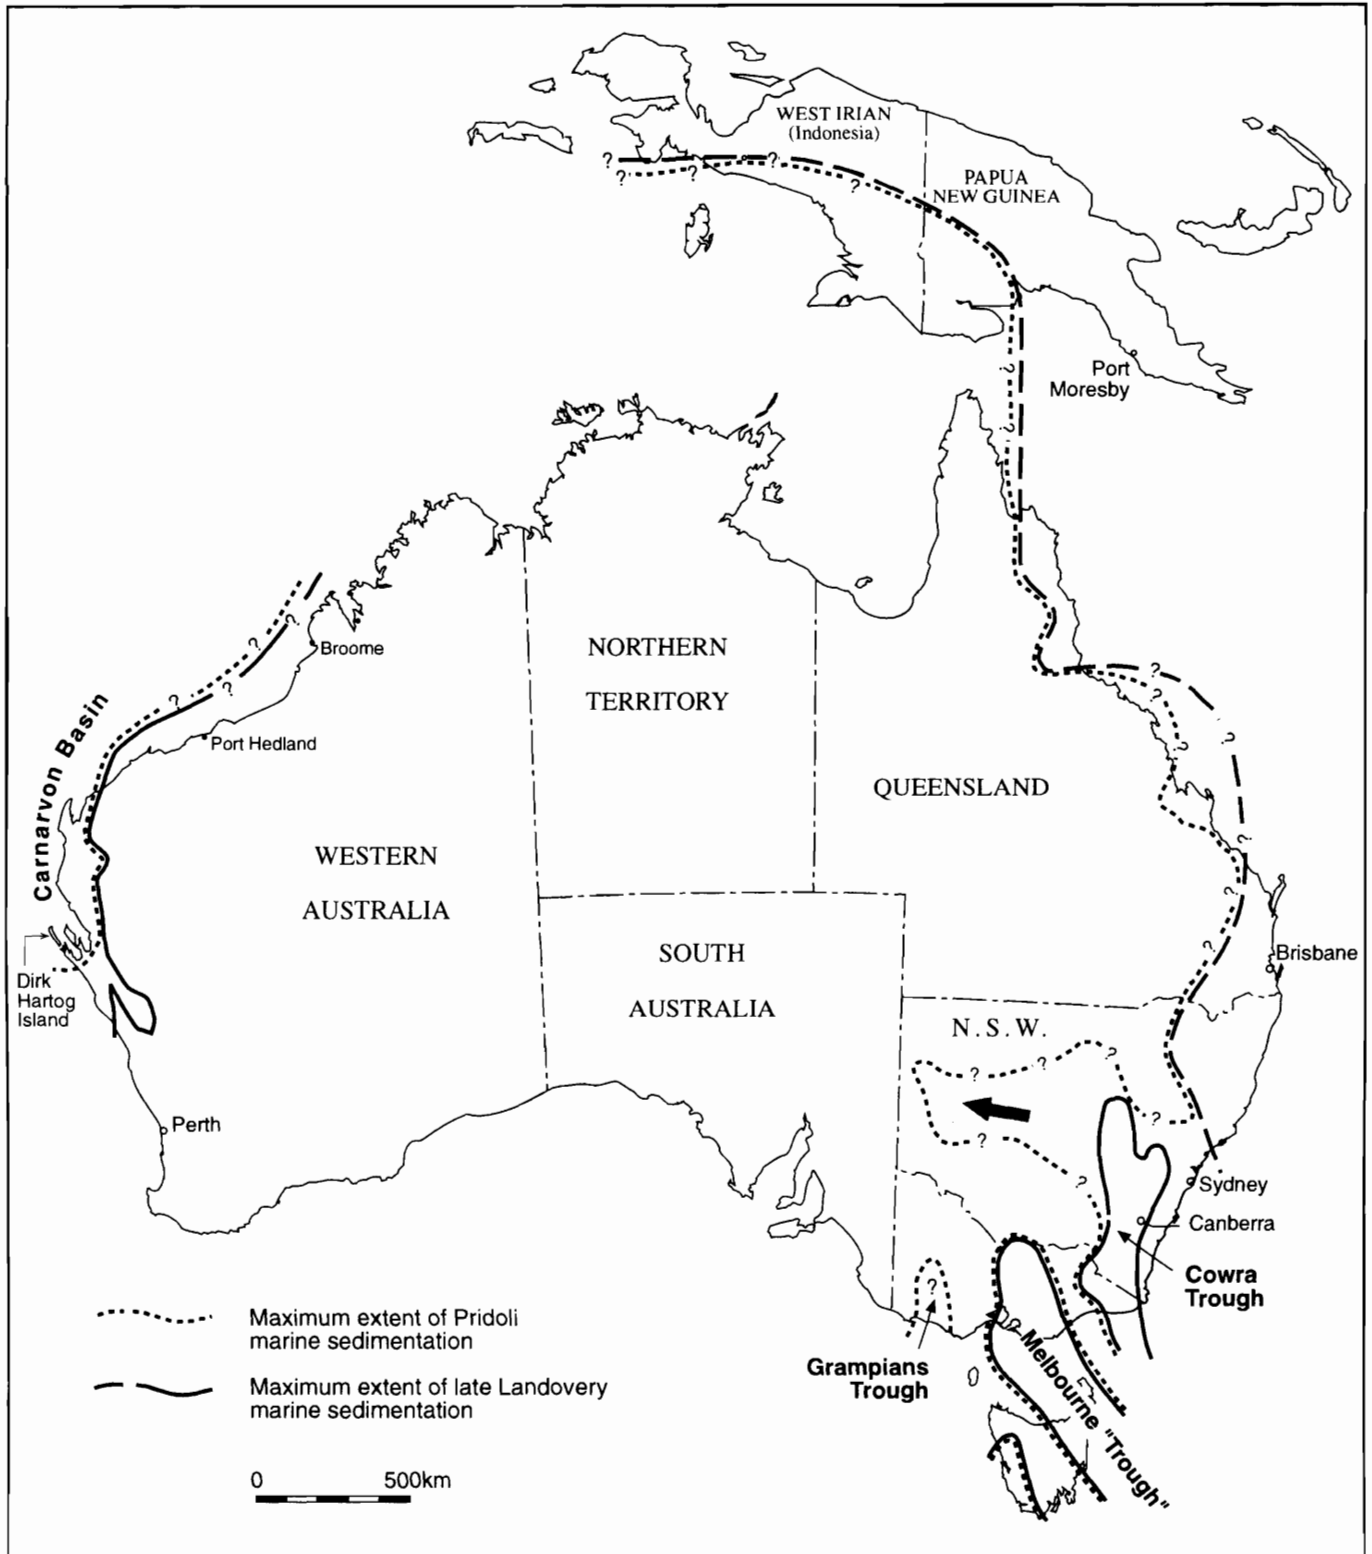 WEST IRIAN
(Indonesia)
PAPUA
NEW GUINEA
?
?
?
?
?
Port
Moresby
?
?
NORTHERN
TERRITORY
?
?
Broome
?
?
Port Hedland
Carnarvon Basin
?
?
?
?
?
QUEENSLAND
WESTERN
AUSTRALIA
?
?
SOUTH
AUSTRALIA
Brisbane
Dirk
Hartog
Island
N.S.W.
?
?
?
?
?
?
Perth
Sydney
Canberra
Cowra
Trough
?
Grampians
Trough
Melbourne "Trough"
Maximum extent of Pridoli
marine sedimentation
Maximum extent of late Landovery
marine sedimentation
0 500km